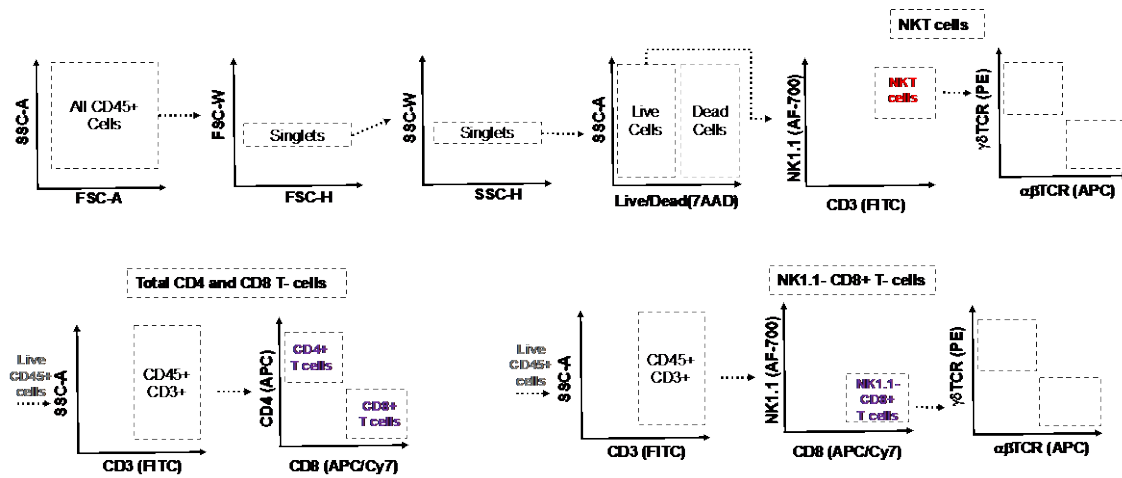 NKT cells
SSC-A
All CD45+
Cells
FSC-A
FSC-W
Singlets
FSC-H
SSC-W
Singlets
SSC-H
SSC-A
Live
Cells
Dead
Cells
Live/Dead(7AAD)
NK1.1 (AF-700)
NKT
cells
CD3 (FITC)
γδTCR (PE)
αβTCR (APC)
Total CD4 and CD8 T- cells
Live
CD45+
cells
SSC-A
CD45+
CD3+
CD3 (FITC)
CD4 (APC)
CD4+
T cells
CD8+
T cells
CD8 (APC/Cy7)
NK1.1- CD8+ T- cells
Live
CD45+
cells
SSC-A
CD45+
CD3+
CD3 (FITC)
NK1.1 (AF-700)
NK1.1-
CD8+
T cells
CD8 (APC/Cy7)
γδTCR (PE)
αβTCR (APC)